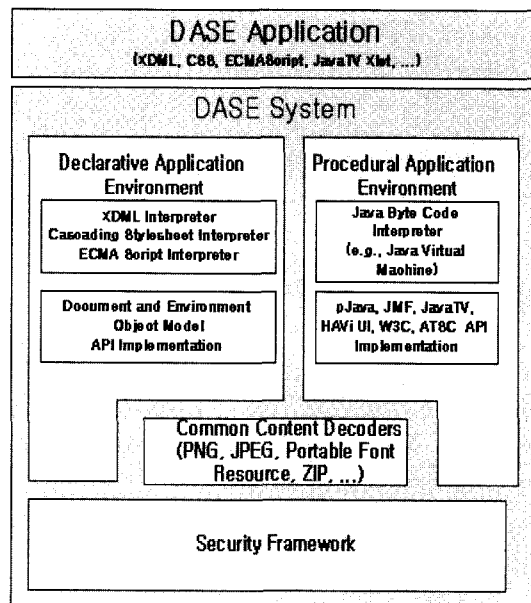 DASE Application
(XDML, CSS, ECMAScript, JavaTV Xlet, ...)
DASE System
Declarative Application
Environment
XDML Interpreter
Cascading Stylesheet Interpreter
ECMA Script Interpreter
Document and Environment
Object Model
API Implementation
Procedural Application
Environment
Java Byte Code
Interpreter
(e.g., Java Virtual
Machine)
pJava, JMF, JavaTV,
HAVi UI, W3C, ATSC API
Implementation
Common Content Decoders
(PNG, JPEG, Portable Font
Resource, ZIP, ...)
Security Framework